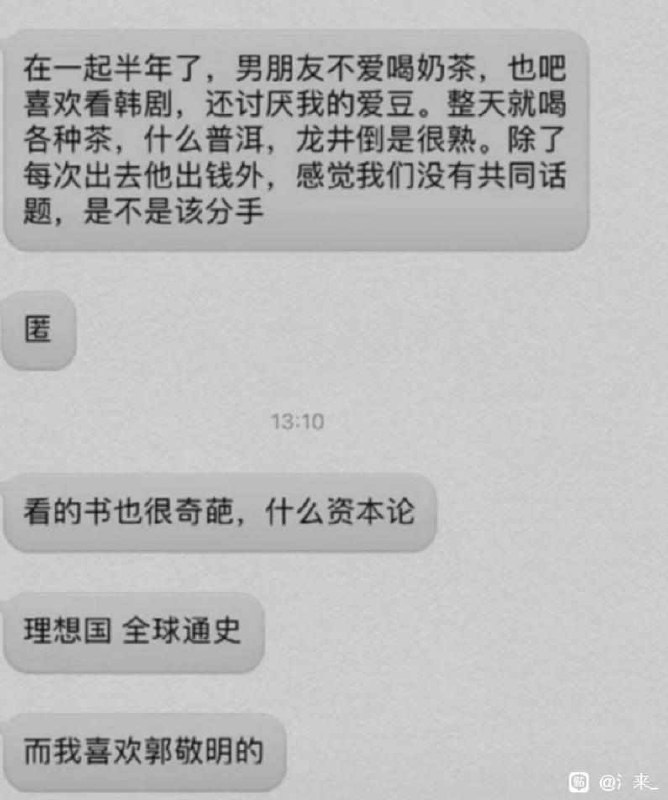 在一起半年了，男朋友不爱喝奶茶，也吧
喜欢看韩剧，还讨厌我的爱豆。整天就喝
各种茶，什么普洱，龙井倒是很熟。除了
每次出去他出钱外，感觉我们没有共同话
题，是不是该分手
匿
13:10
看的书也很奇葩，什么资本论
理想国 全球通史
而我喜欢郭敬明的
贴 @氵来_